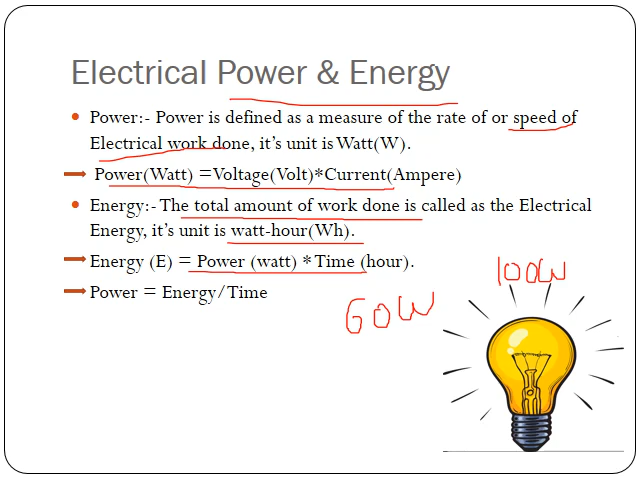 Electrical Power & Energy
Power:- Power is defined as a measure of the rate of or speed of
Electrical work done, it's unit is Watt(W).
Power(Watt) =Voltage(Volt)*Current(Ampere)
Energy:- The total amount of work done is called as the Electrical
Energy, it's unit is watt-hour(Wh).
Energy (E) = Power (watt) * Time (hour).
100W
Power = Energy/Time
60W